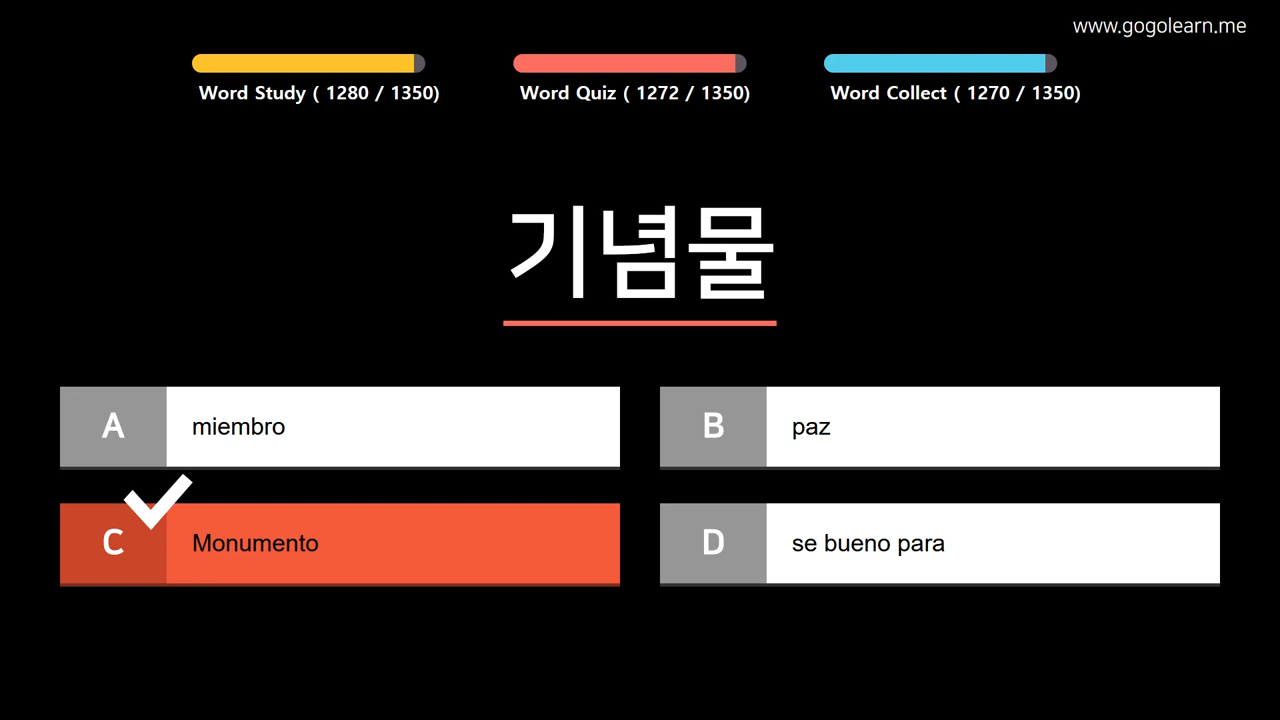 www.gogolearn.me
Word Study ( 1280 / 1350)
Word Quiz ( 1272 / 1350)
Word Collect ( 1270 / 1350)
기념물
A miembro
B paz
C Monumento
D se bueno para